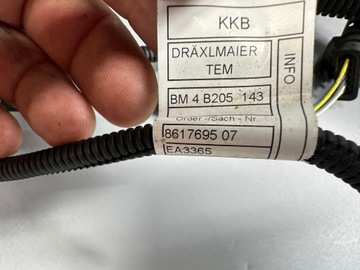 KKB
DRÄXLMAIER
TEM
INFO
BM 4 B205 143
Order-/Sach-Nr.
8617695 07
EA3365